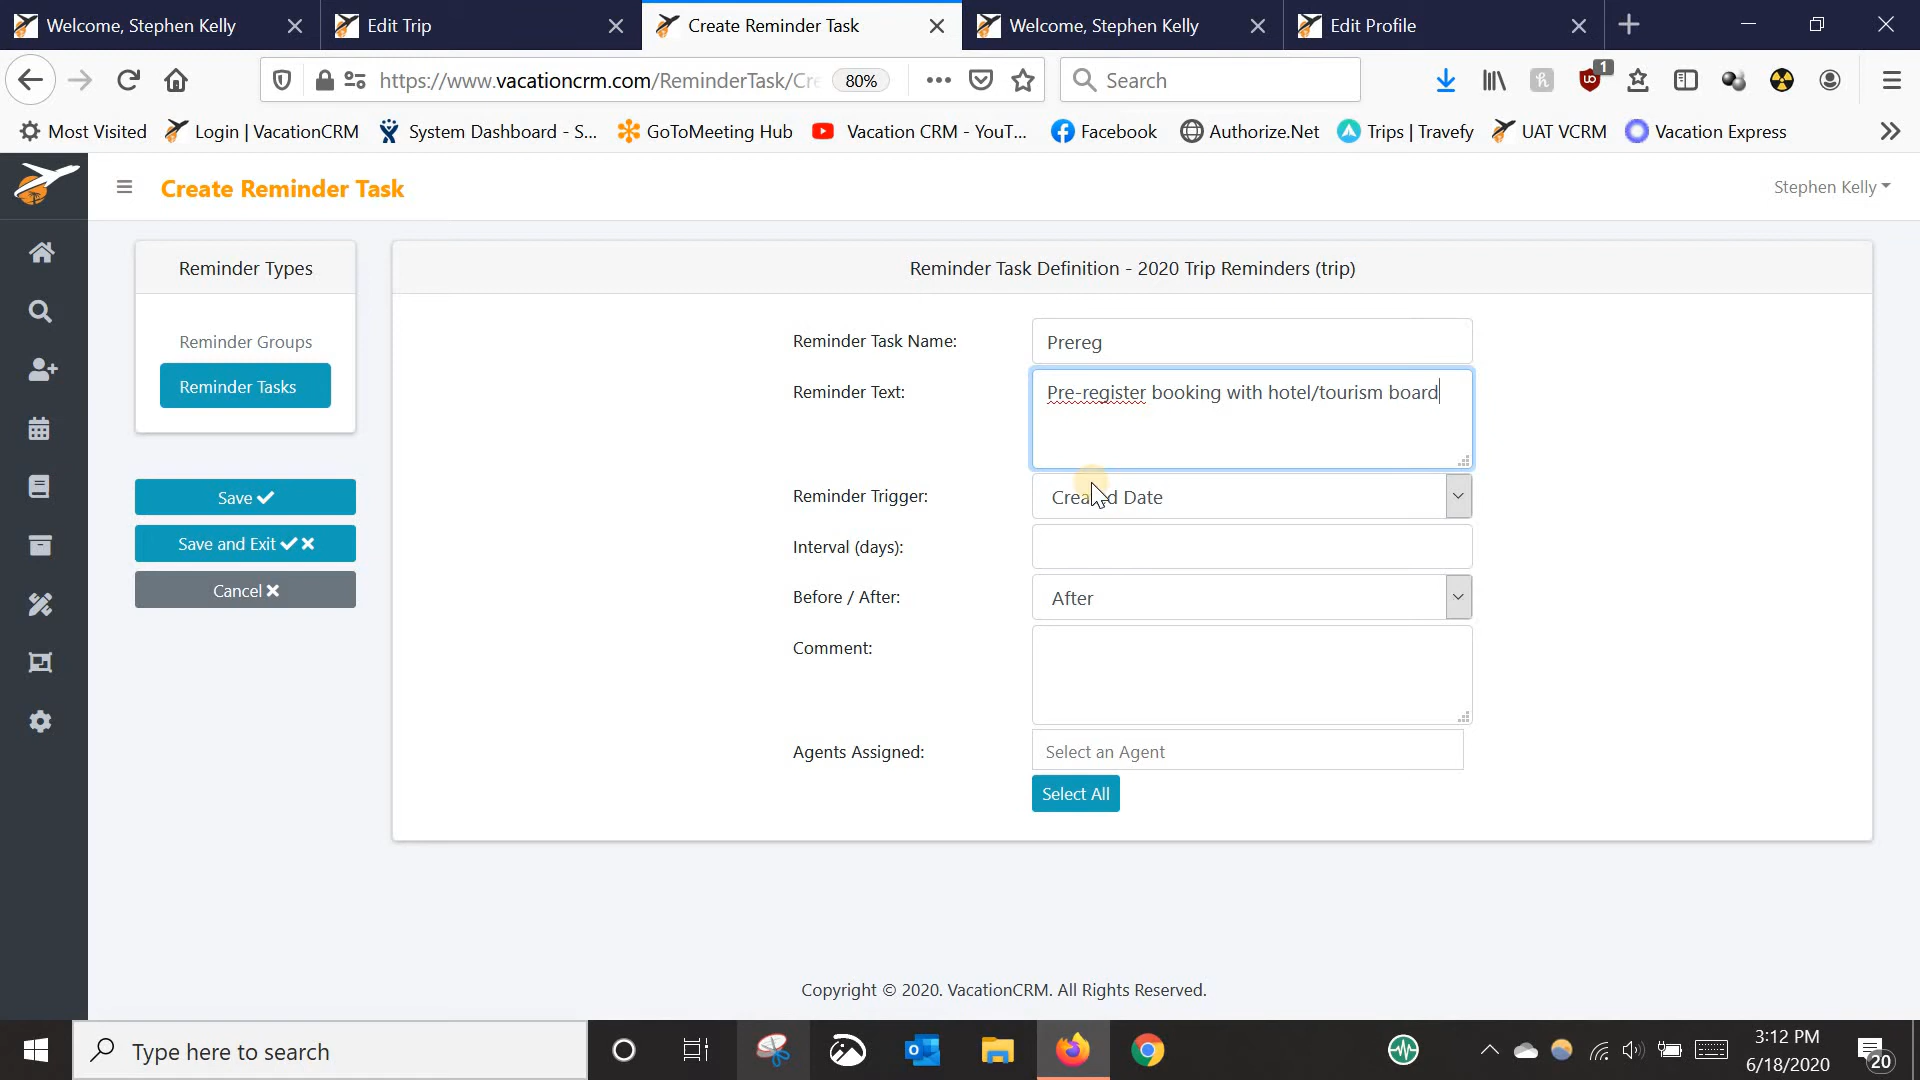 Welcome, Stephen Kelly
Edit Trip
Create Reminder Task
Welcome, Stephen Kelly
Edit Profile
https://www.vacationcrm.com/ReminderTask/Cre
80%
Search
1
Most Visited
Login | VacationCRM
System Dashboard - S...
GoToMeeting Hub
Vacation CRM - YouT...
Facebook
Authorize.Net
Trips | Travefy
UAT VCRM
Vacation Express
Create Reminder Task
Stephen Kelly
Reminder Types
Reminder Groups
Reminder Tasks
Save
Save and Exit
Cancel
Reminder Task Definition - 2020 Trip Reminders (trip)
Reminder Task Name:
Prereg
Reminder Text:
Pre-register booking with hotel/tourism board
Reminder Trigger:
Created Date
Interval (days):
Before / After:
After
Comment:
Agents Assigned:
Select an Agent
Select All
Copyright © 2020. VacationCRM. All Rights Reserved.
Type here to search
3:12 PM
6/18/2020
20